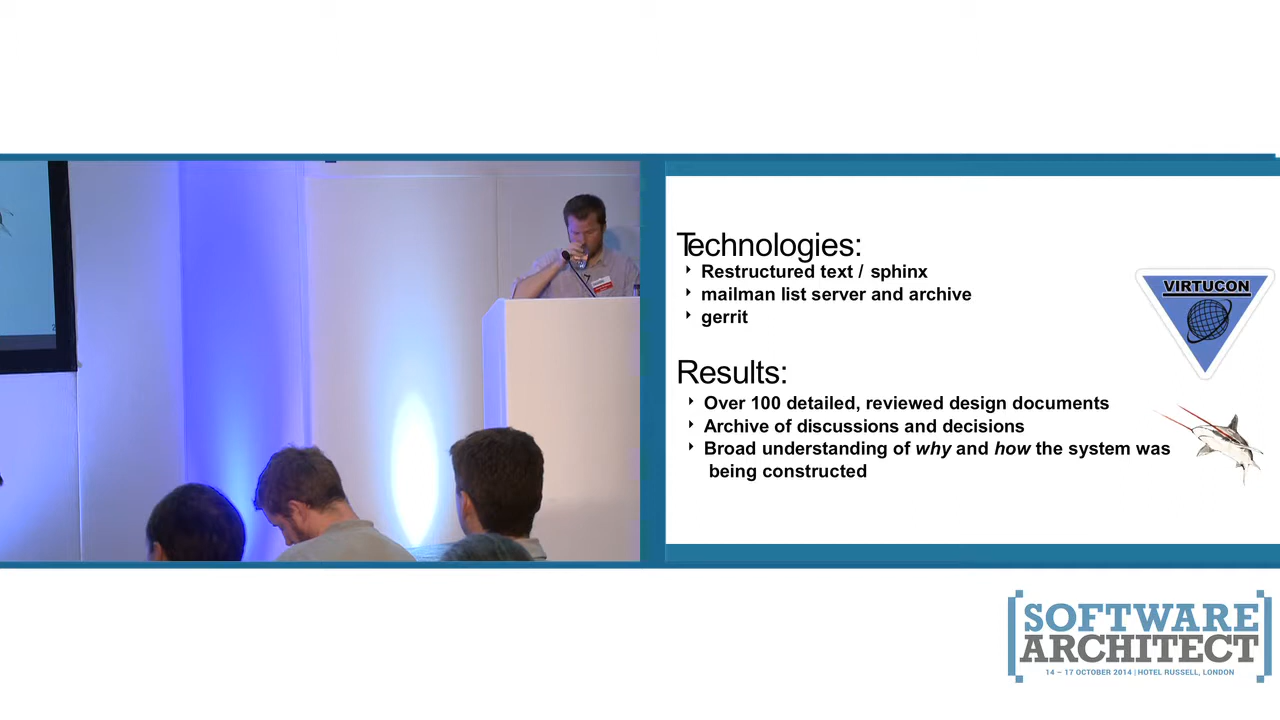 Technologies:
Restructured text / sphinx
mailman list server and archive
gerrit
VIRTUCON
Results:
Over 100 detailed, reviewed design documents
Archive of discussions and decisions
Broad understanding of why and how the system was
being constructed
SOFTWARE
ARCHITECT
14 – 17 OCTOBER 2014 | HOTEL RUSSELL, LONDON